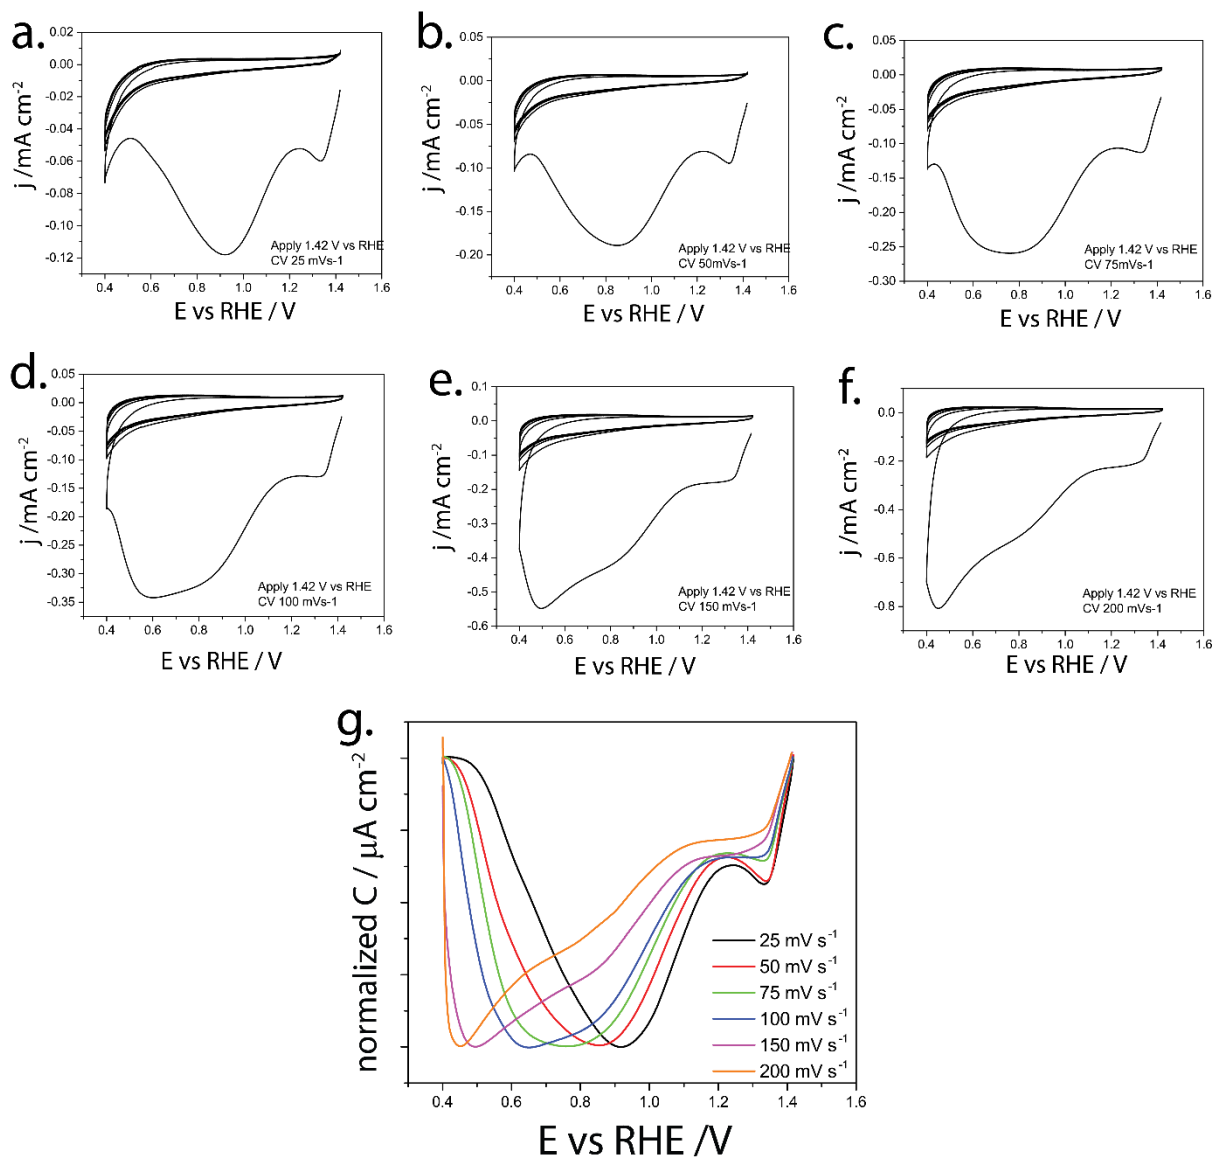 a.
0.02
0.00
-0.02
-0.04
-0.06
-0.08
-0.10
-0.12
j /mA cm-2
0.4 0.6 0.8 1.0 1.2 1.4 1.6
E vs RHE / V
Apply 1.42 V vs RHE
CV 25 mVs-1
b.
0.05
0.00
-0.05
-0.10
-0.15
-0.20
j /mA cm-2
0.4 0.6 0.8 1.0 1.2 1.4 1.6
E vs RHE / V
Apply 1.42 V vs RHE
CV 50mVs-1
c.
0.05
0.00
-0.05
-0.10
-0.15
-0.20
-0.25
-0.30
j /mA cm-2
0.4 0.6 0.8 1.0 1.2 1.4 1.6
E vs RHE / V
Apply 1.42 V vs RHE
CV 75mVs-1
d.
0.05
0.00
-0.05
-0.10
-0.15
-0.20
-0.25
-0.30
-0.35
j /mA cm-2
0.4 0.6 0.8 1.0 1.2 1.4 1.6
E vs RHE / V
Apply 1.42 V vs RHE
CV 100 mVs-1
e.
0.1
0.0
-0.1
-0.2
-0.3
-0.4
-0.5
-0.6
j /mA cm-2
0.4 0.6 0.8 1.0 1.2 1.4 1.6
E vs RHE / V
Apply 1.42 V vs RHE
CV 150 mVs-1
f.
0.0
-0.2
-0.4
-0.6
-0.8
j /mA cm-2
0.4 0.6 0.8 1.0 1.2 1.4 1.6
E vs RHE / V
Apply 1.42 V vs RHE
CV 200 mVs-1
g.
normalized C / μA cm-2
25 mV s-1
50 mV s-1
75 mV s-1
100 mV s-1
150 mV s-1
200 mV s-1
0.4 0.6 0.8 1.0 1.2 1.4 1.6
E vs RHE /V